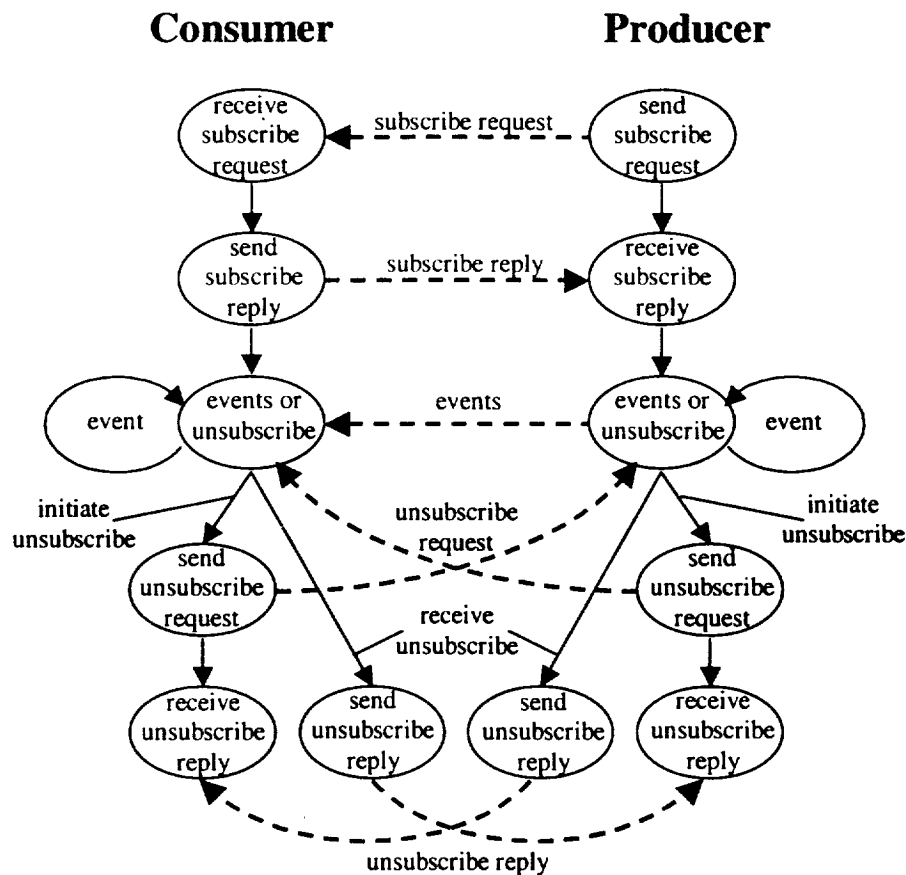 Consumer Producer
receive
subscribe
request
subscribe request
send
subscribe
request
send
subscribe
reply
subscribe reply
receive
subscribe
reply
event
events or
unsubscribe
events
events or
unsubscribe
event
initiate
unsubscribe
unsubscribe
request
initiate
unsubscribe
send
unsubscribe
request
send
unsubscribe
request
receive
unsubscribe
receive
unsubscribe
reply
send
unsubscribe
reply
send
unsubscribe
reply
receive
unsubscribe
reply
unsubscribe reply